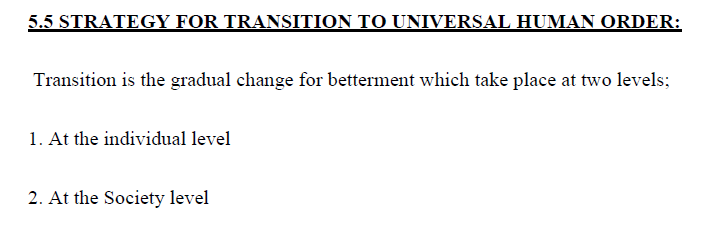 5.5 STRATEGY FOR TRANSITION TO UNIVERSAL HUMAN ORDER:
Transition is the gradual change for betterment which take place at two levels;
1. At the individual level
2. At the Society level